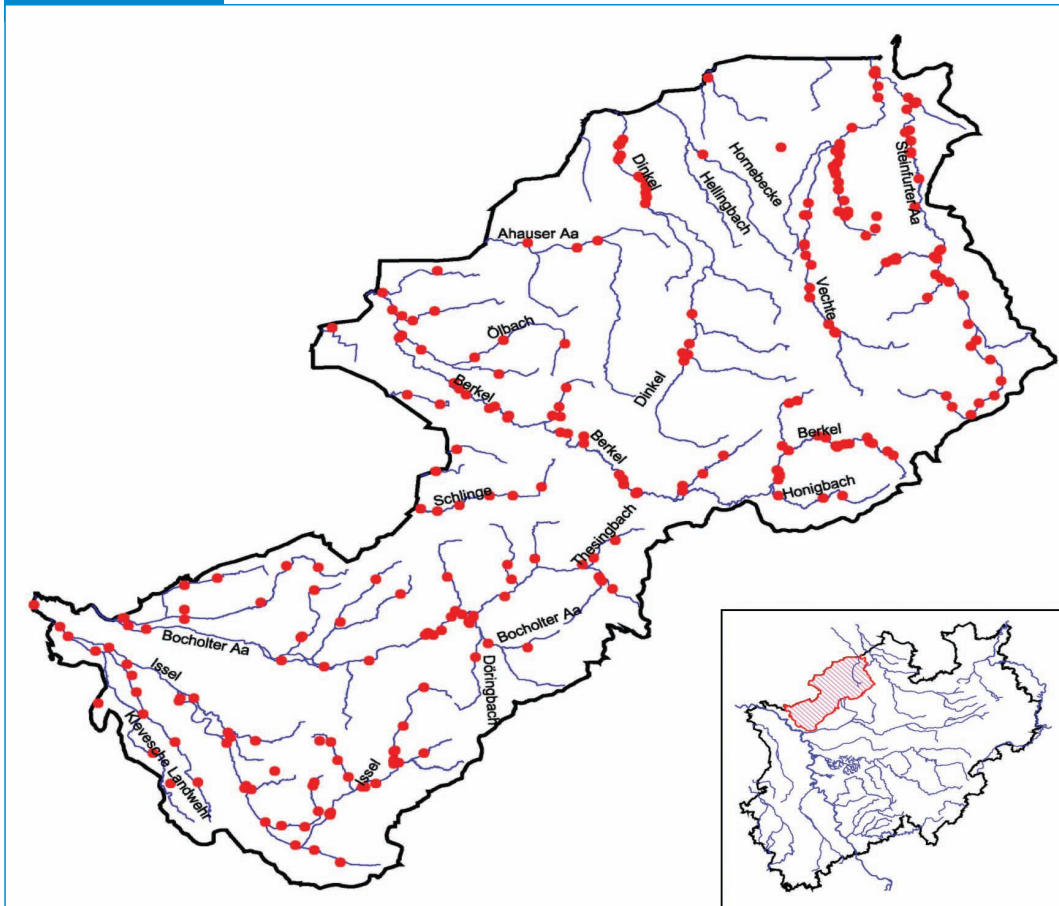 Dinkel
Hornebecke
Hellingbach
Steinfurter Aa
Ahauser Aa
Vechte
Ölbach
Berkel
Dinkel
Berkel
Berkel
Honigbach
Schlinge
Thesingbach
Bocholter Aa
Bocholter Aa
Döringbach
Issel
Klevesche Landwehr
Issel